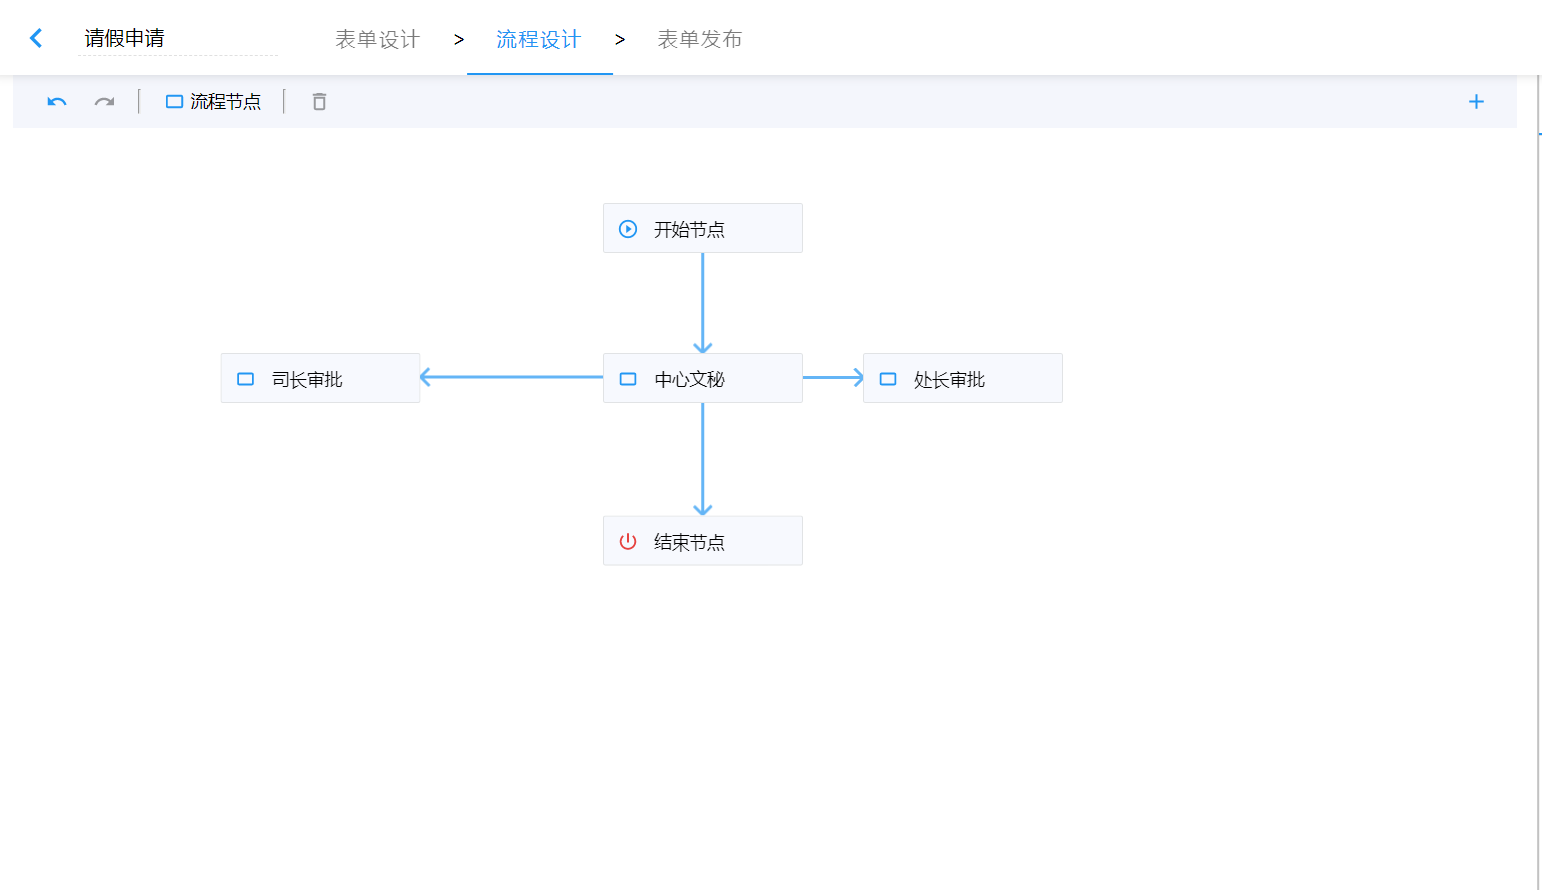 请假申请
表单设计 > 流程设计 > 表单发布
流程节点
开始节点
司长审批
中心文秘
处长审批
结束节点